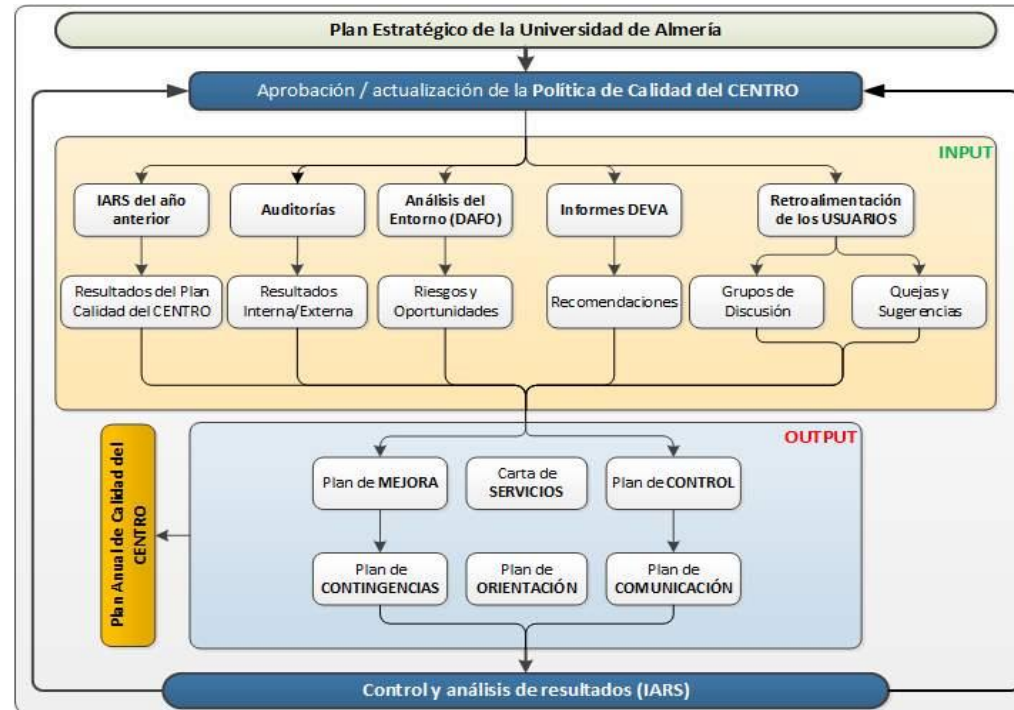 Plan Estratégico de la Universidad de Almería
Aprobación / actualización de la Política de Calidad del CENTRO
INPUT
IARS del año
anterior
Auditorías
Análisis del
Entorno (DAFO)
Informes DEVA
Retroalimentación
de los USUARIOS
Resultados del Plan
Calidad del CENTRO
Resultados
Interna/Externa
Riesgos y
Oportunidades
Recomendaciones
Grupos de
Discusión
Quejas y
Sugerencias
OUTPUT
Plan Anual de Calidad del
CENTRO
Plan de MEJORA
Carta de
SERVICIOS
Plan de CONTROL
Plan de
CONTINGENCIAS
Plan de
ORIENTACIÓN
Plan de
COMUNICACIÓN
Control y análisis de resultados (IARS)